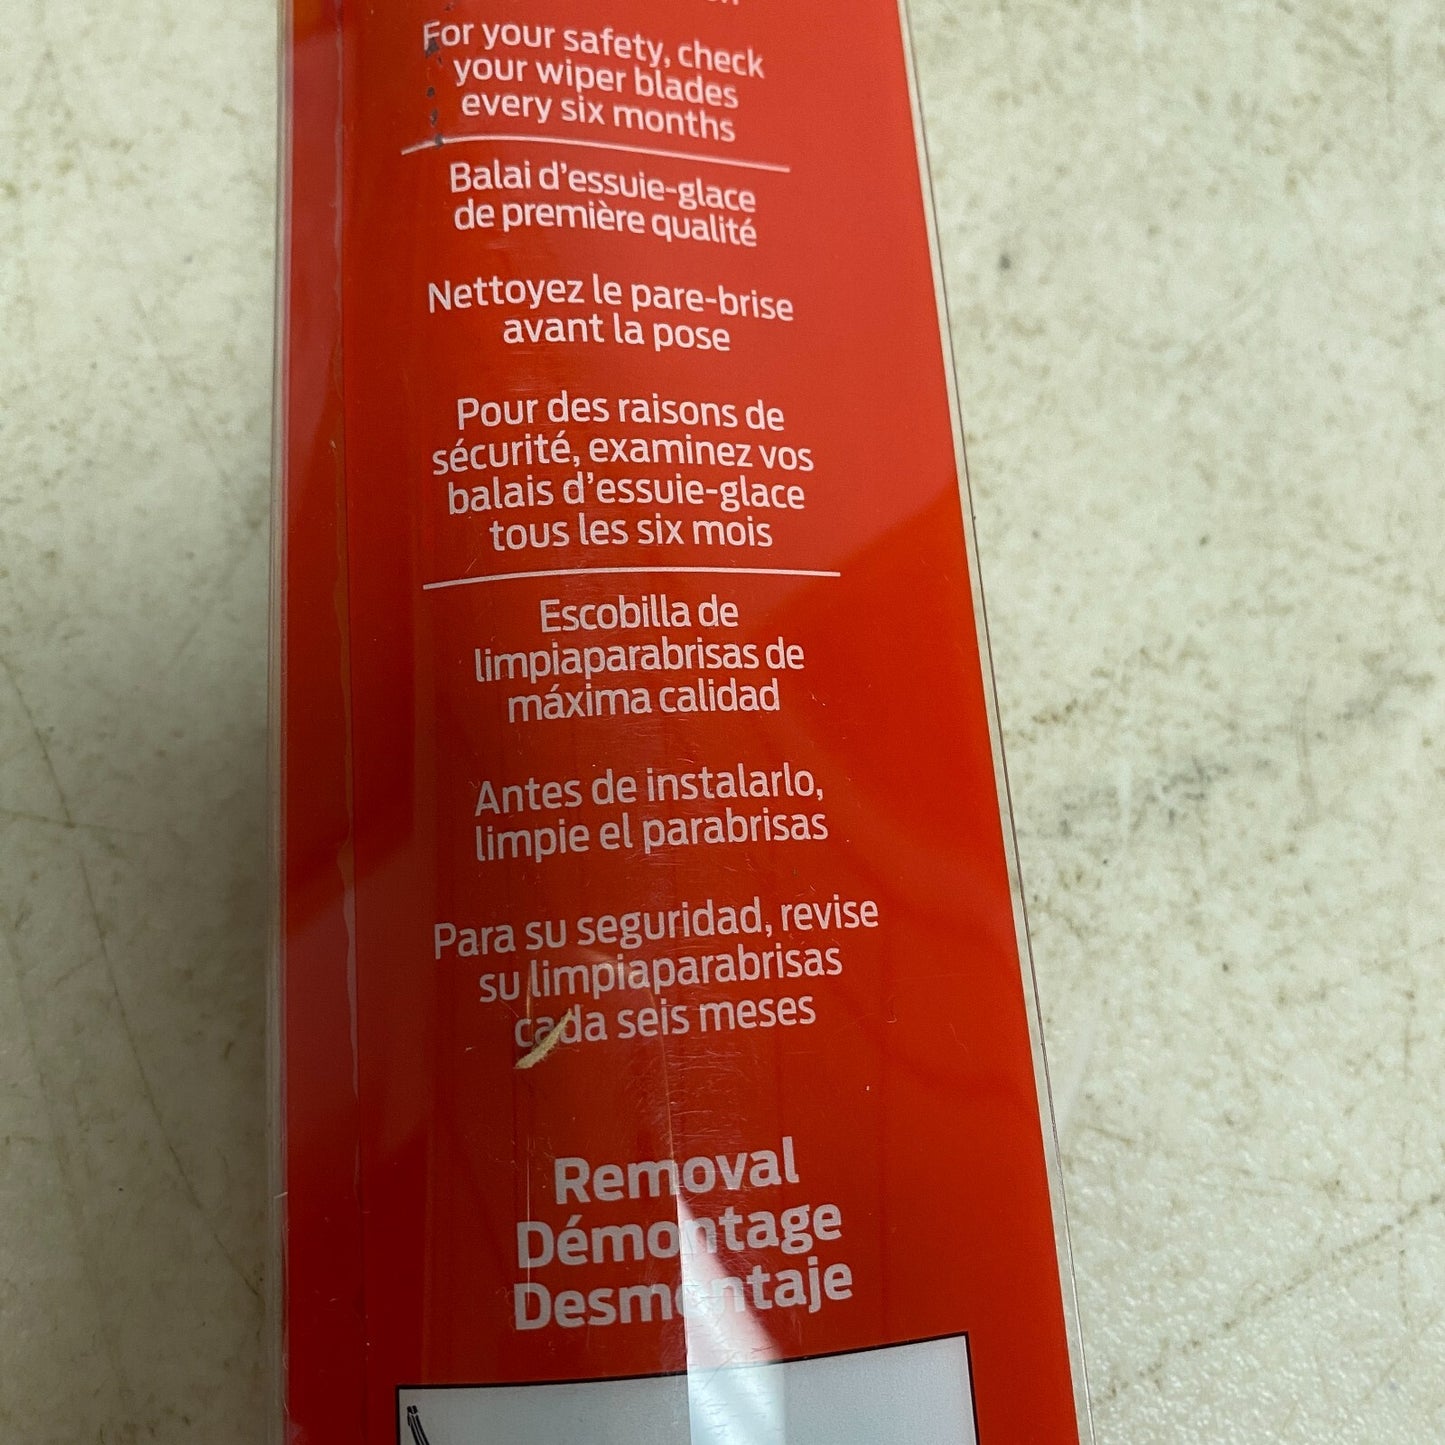 For your safety, check
your wiper blades
every six months
Balai d'essuie-glace
de première qualité
Nettoyez le pare-brise
avant la pose
Pour des raisons de
sécurité, examinez vos
balais d'essuie-glace
tous les six mois
Escobilla de
limpiaparabrisas de
máxima calidad
Antes de instalarlo,
limpie el parabrisas
Para su seguridad, revise
su limpiaparabrisas
cada seis meses
Removal
Démontage
Desmontaje